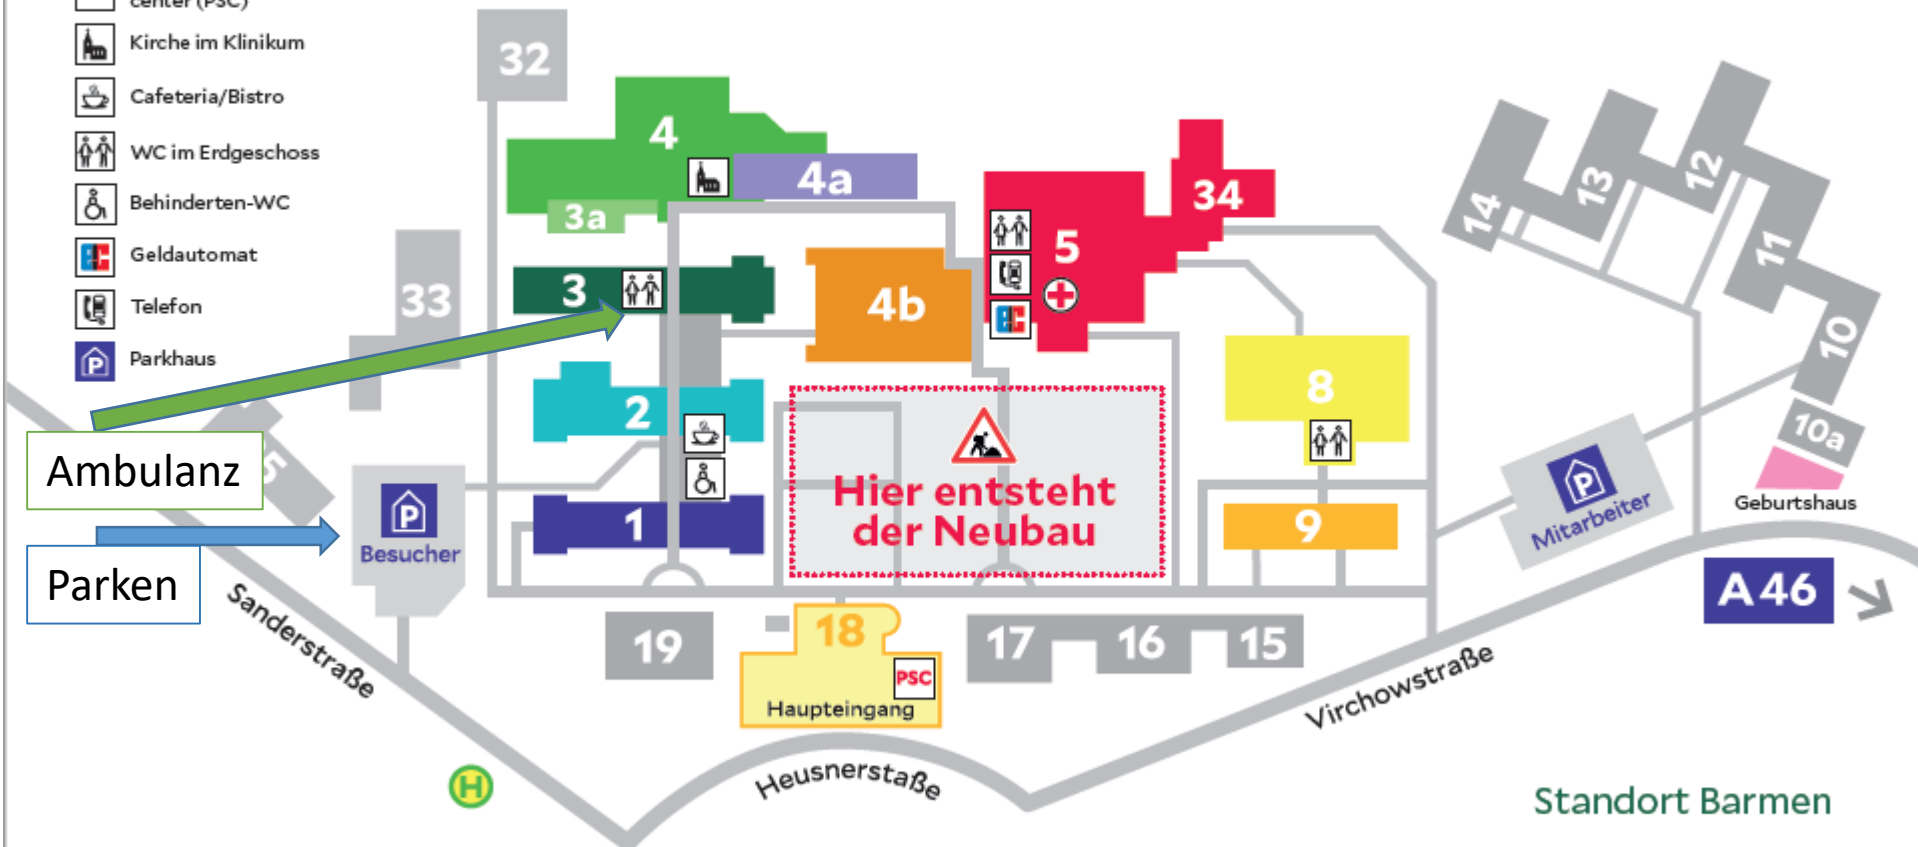 center (PSC)
Kirche im Klinikum
Cafeteria/Bistro
WC im Erdgeschoss
Behinderten-WC
Geldautomat
Telefon
P
Parkhaus
Ambulanz
Parken
32
4
4a
3a
3
33
4b
5
34
14
13
12
11
10
10a
Geburtshaus
2
8
1
9
5
P
Besucher
P
Mitarbeiter
Hier entsteht
der Neubau
A 46
19
18
PSC
Haupteingang
17
16
15
Sanderstraße
Heusnerstaße
Virchowstraße
H
Standort Barmen